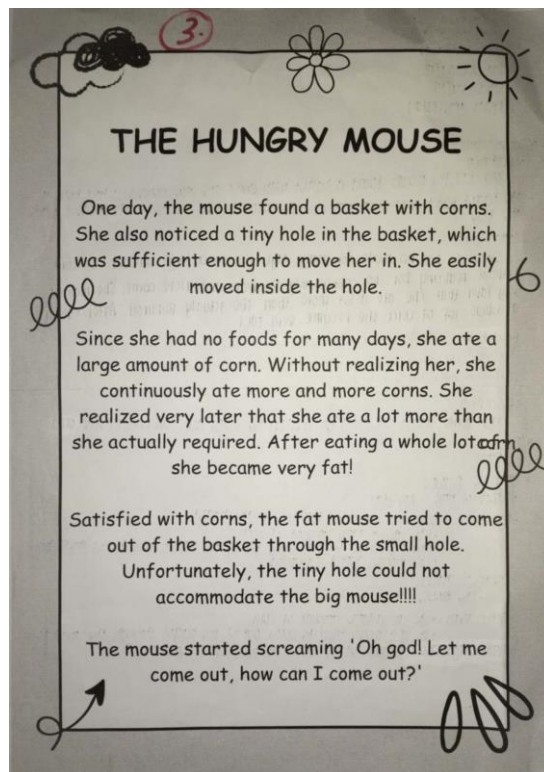 3.
THE HUNGRY MOUSE
One day, the mouse found a basket with corns.
She also noticed a tiny hole in the basket, which
was sufficient enough to move her in. She easily
moved inside the hole.
Since she had no foods for many days, she ate a
large amount of corn. Without realizing her, she
continuously ate more and more corns. She
realized very later that she ate a lot more than
she actually required. After eating a whole lot
she became very fat!
Satisfied with corns, the fat mouse tried to come
out of the basket through the small hole.
Unfortunately, the tiny hole could not
accommodate the big mouse!!!!
The mouse started screaming 'Oh god! Let me
come out, how can I come out?'